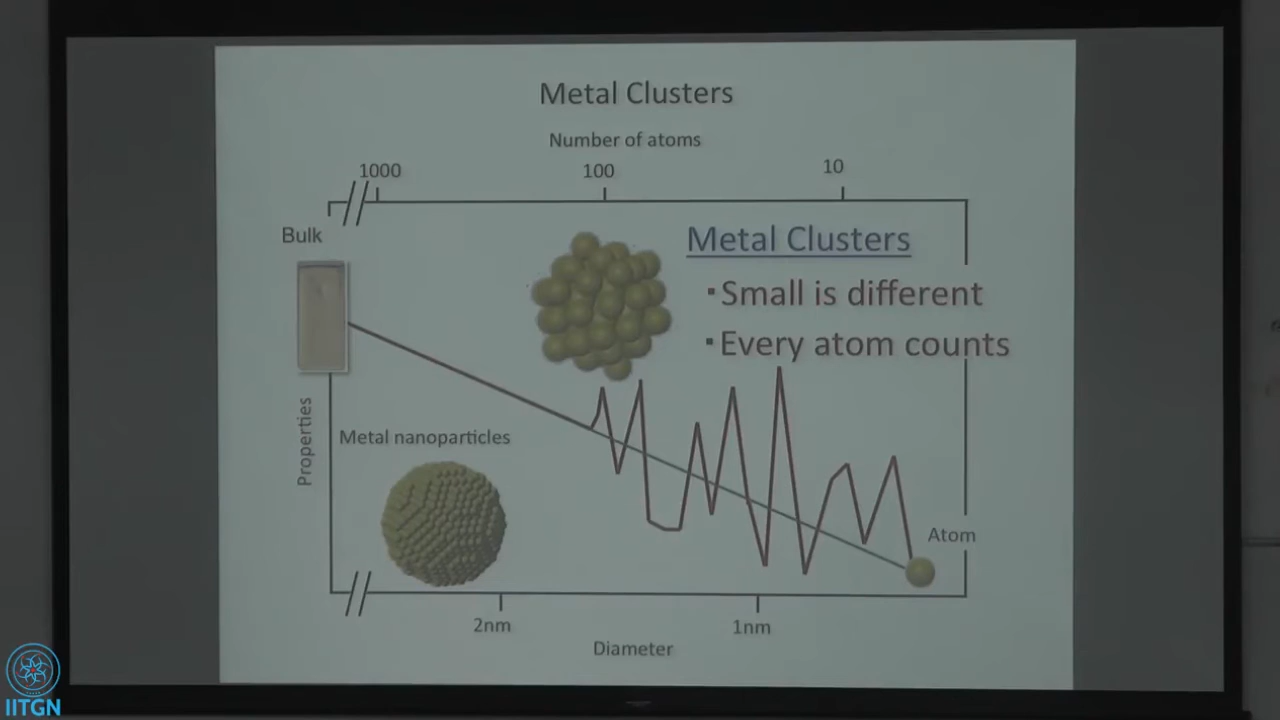 Metal Clusters
Number of atoms
1000
100
10
Bulk
Metal Clusters
▪Small is different
▪Every atom counts
Properties
Metal nanoparticles
Atom
2nm
1nm
Diameter
IITGN